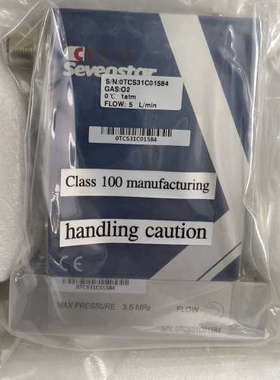 Sevenstar
S/N:0TCS31C01584
GAS:O2
0℃ 1atm
FLOW: 5 L/min
0TCS31C01584
Class 100 manufacturing
handling caution
CE
0TCS31C01584
MAX PRESSURE 3.5 MPa
FLOW